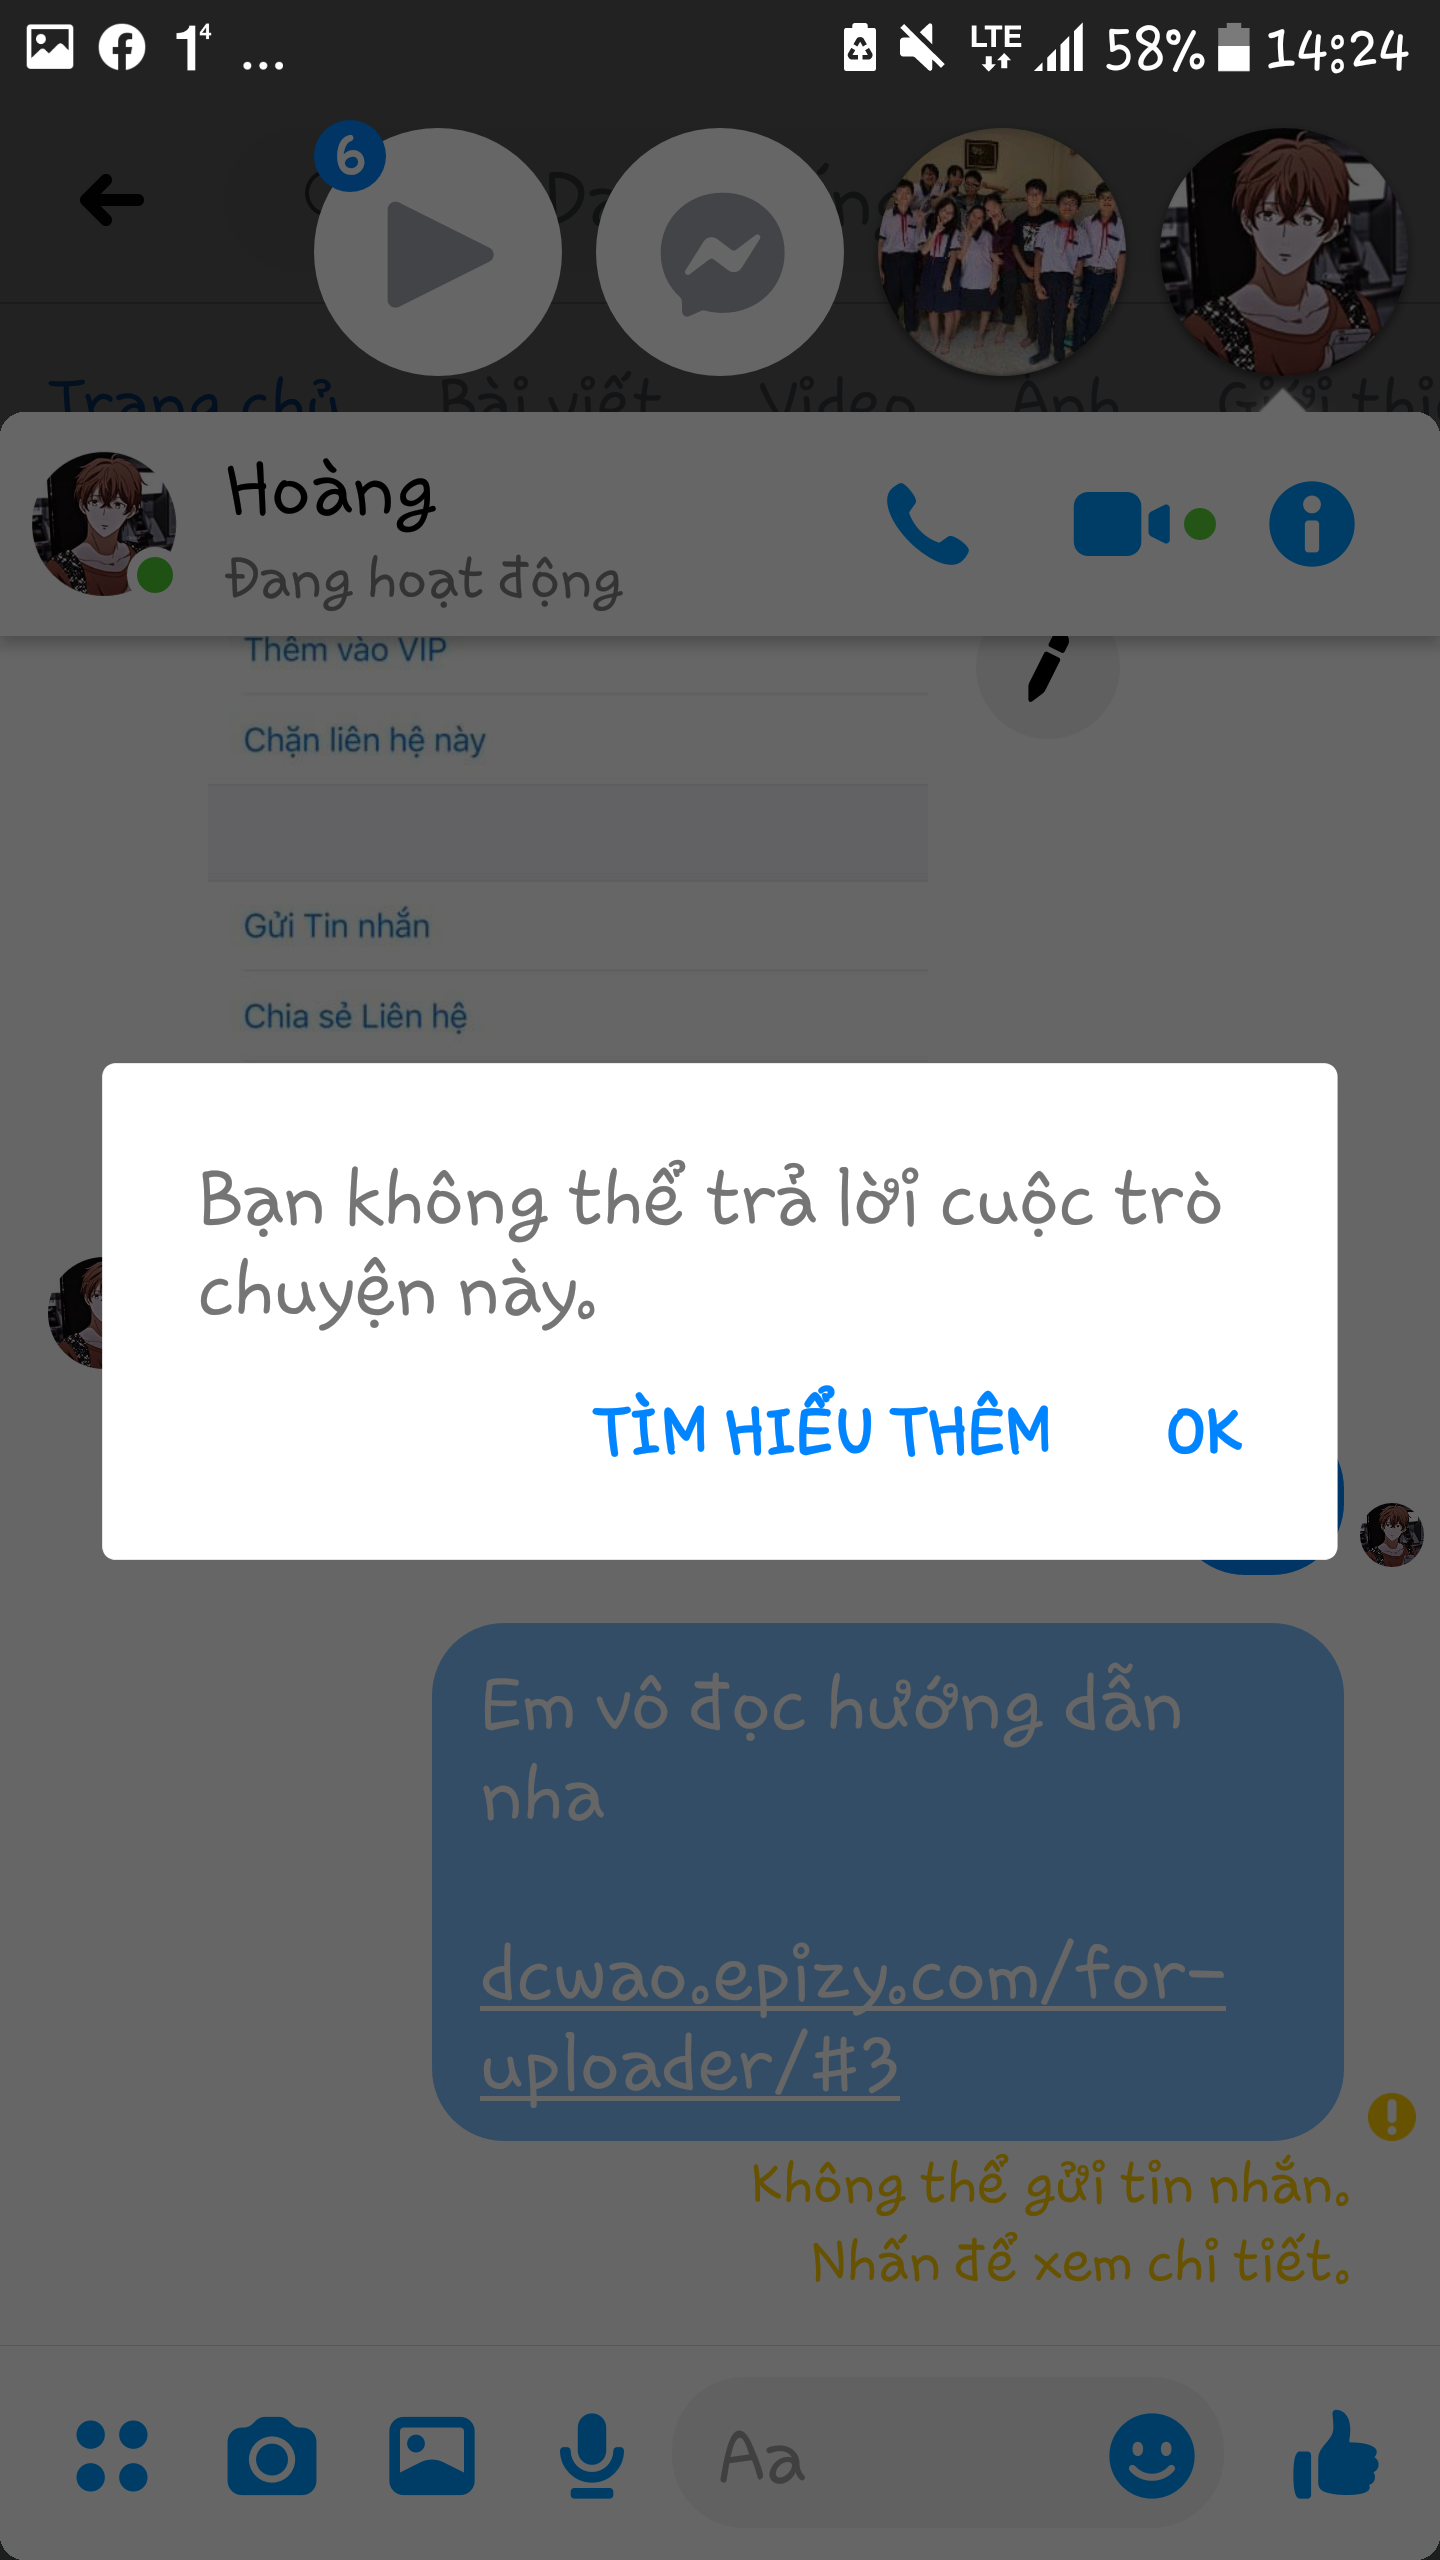 14 ...
LTE 58% 14:24
6
Trang chủ Bài viết Video Ảnh
Hoàng
Đang hoạt động
Thêm vào VIP
Chặn liên hệ này
Gửi Tin nhắn
Chia sẻ Liên hệ
Bạn không thể trả lời cuộc trò
chuyện này.
TÌM HIỂU THÊM OK
Em vô đọc hướng dẫn
nha
dcwao.epizy.com/for-
uploader/#3
Không thể gửi tin nhắn.
Nhấn để xem chi tiết.
Aa